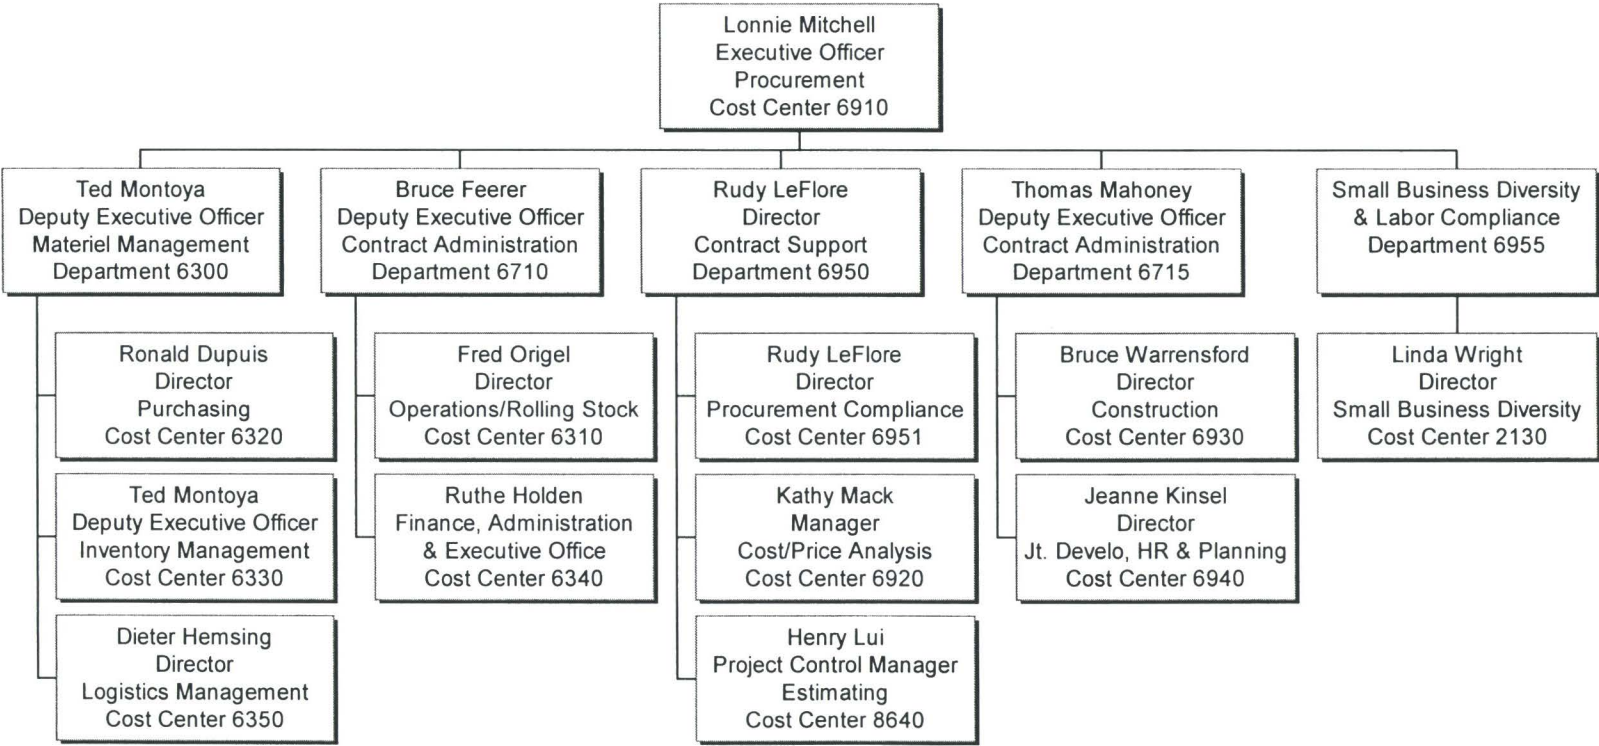 Lonnie Mitchell
Executive Officer
Procurement
Cost Center 6910
Ted Montoya
Deputy Executive Officer
Materiel Management
Department 6300
Bruce Feerer
Deputy Executive Officer
Contract Administration
Department 6710
Rudy LeFlore
Director
Contract Support
Department 6950
Thomas Mahoney
Deputy Executive Officer
Contract Administration
Department 6715
Small Business Diversity
& Labor Compliance
Department 6955
Ronald Dupuis
Director
Purchasing
Cost Center 6320
Fred Origel
Director
Operations/Rolling Stock
Cost Center 6310
Rudy LeFlore
Director
Procurement Compliance
Cost Center 6951
Bruce Warrensford
Director
Construction
Cost Center 6930
Linda Wright
Director
Small Business Diversity
Cost Center 2130
Ted Montoya
Deputy Executive Officer
Inventory Management
Cost Center 6330
Ruthe Holden
Finance, Administration
& Executive Office
Cost Center 6340
Kathy Mack
Manager
Cost/Price Analysis
Cost Center 6920
Jeanne Kinsel
Director
Jt. Develo, HR & Planning
Cost Center 6940
Dieter Hemsing
Director
Logistics Management
Cost Center 6350
Henry Lui
Project Control Manager
Estimating
Cost Center 8640